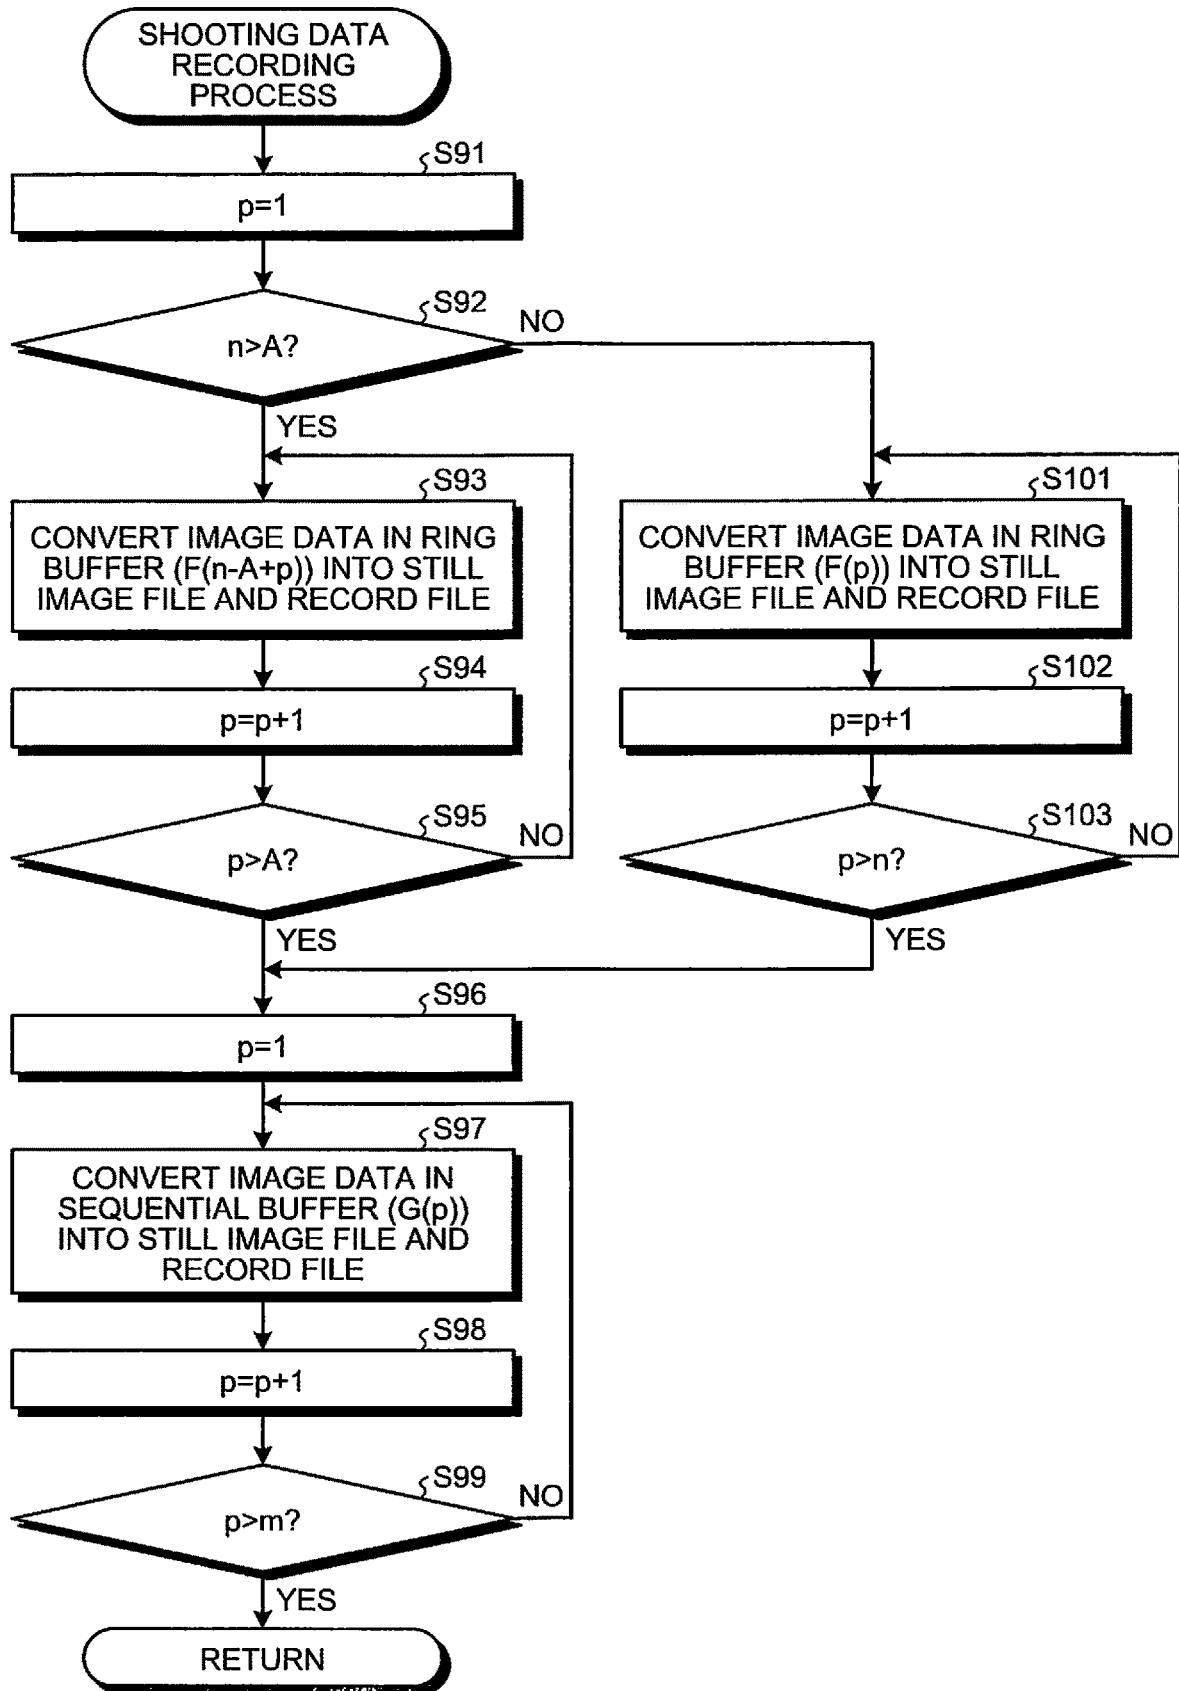 SHOOTING DATA
RECORDING
PROCESS
S91
p=1
S92
n>A?
NO
YES
S93
CONVERT IMAGE DATA IN RING
BUFFER (F(n-A+p)) INTO STILL
IMAGE FILE AND RECORD FILE
S94
p=p+1
S95
p>A?
NO
YES
S101
CONVERT IMAGE DATA IN RING
BUFFER (F(p)) INTO STILL
IMAGE FILE AND RECORD FILE
S102
p=p+1
S103
p>n?
NO
YES
S96
p=1
S97
CONVERT IMAGE DATA IN
SEQUENTIAL BUFFER (G(p))
INTO STILL IMAGE FILE AND
RECORD FILE
S98
p=p+1
S99
p>m?
NO
YES
RETURN